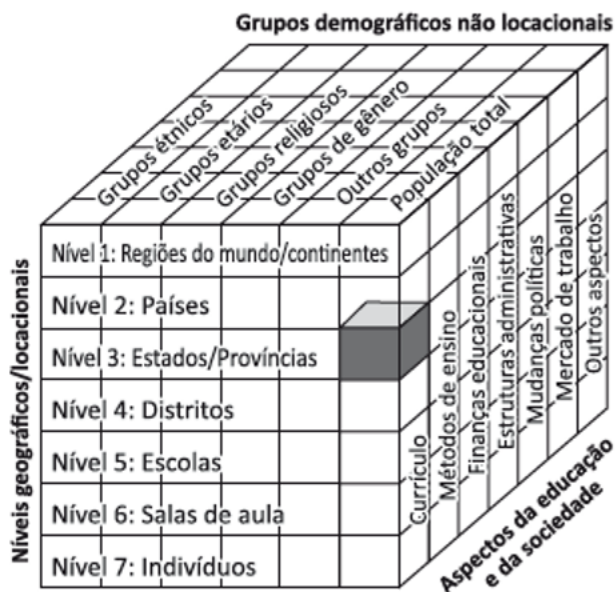 Grupos demográficos não locacionais
Grupos étnicos
Grupos etários
Grupos religiosos
Grupos de gênero
Outros grupos
População total
Níveis geográficos/locacionais
Nível 1: Regiões do mundo/continentes
Nível 2: Países
Nível 3: Estados/Províncias
Nível 4: Distritos
Nível 5: Escolas
Nível 6: Salas de aula
Nível 7: Indivíduos
Currículo
Métodos de ensino
Finanças educacionais
Estruturas administrativas
Mudanças políticas
Mercado de trabalho
Outros aspectos
Aspectos da educação
e da sociedade